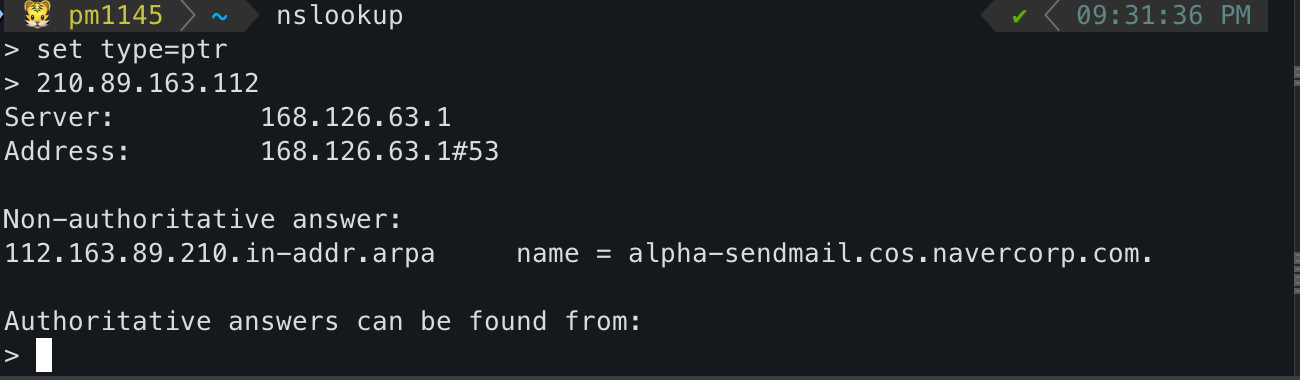 pm1145 ~ nslookup ✔ 09:31:36 PM
> set type=ptr
> 210.89.163.112
Server: 168.126.63.1
Address: 168.126.63.1#53
Non-authoritative answer:
112.163.89.210.in-addr.arpa name = alpha-sendmail.cos.navercorp.com.
Authoritative answers can be found from:
>